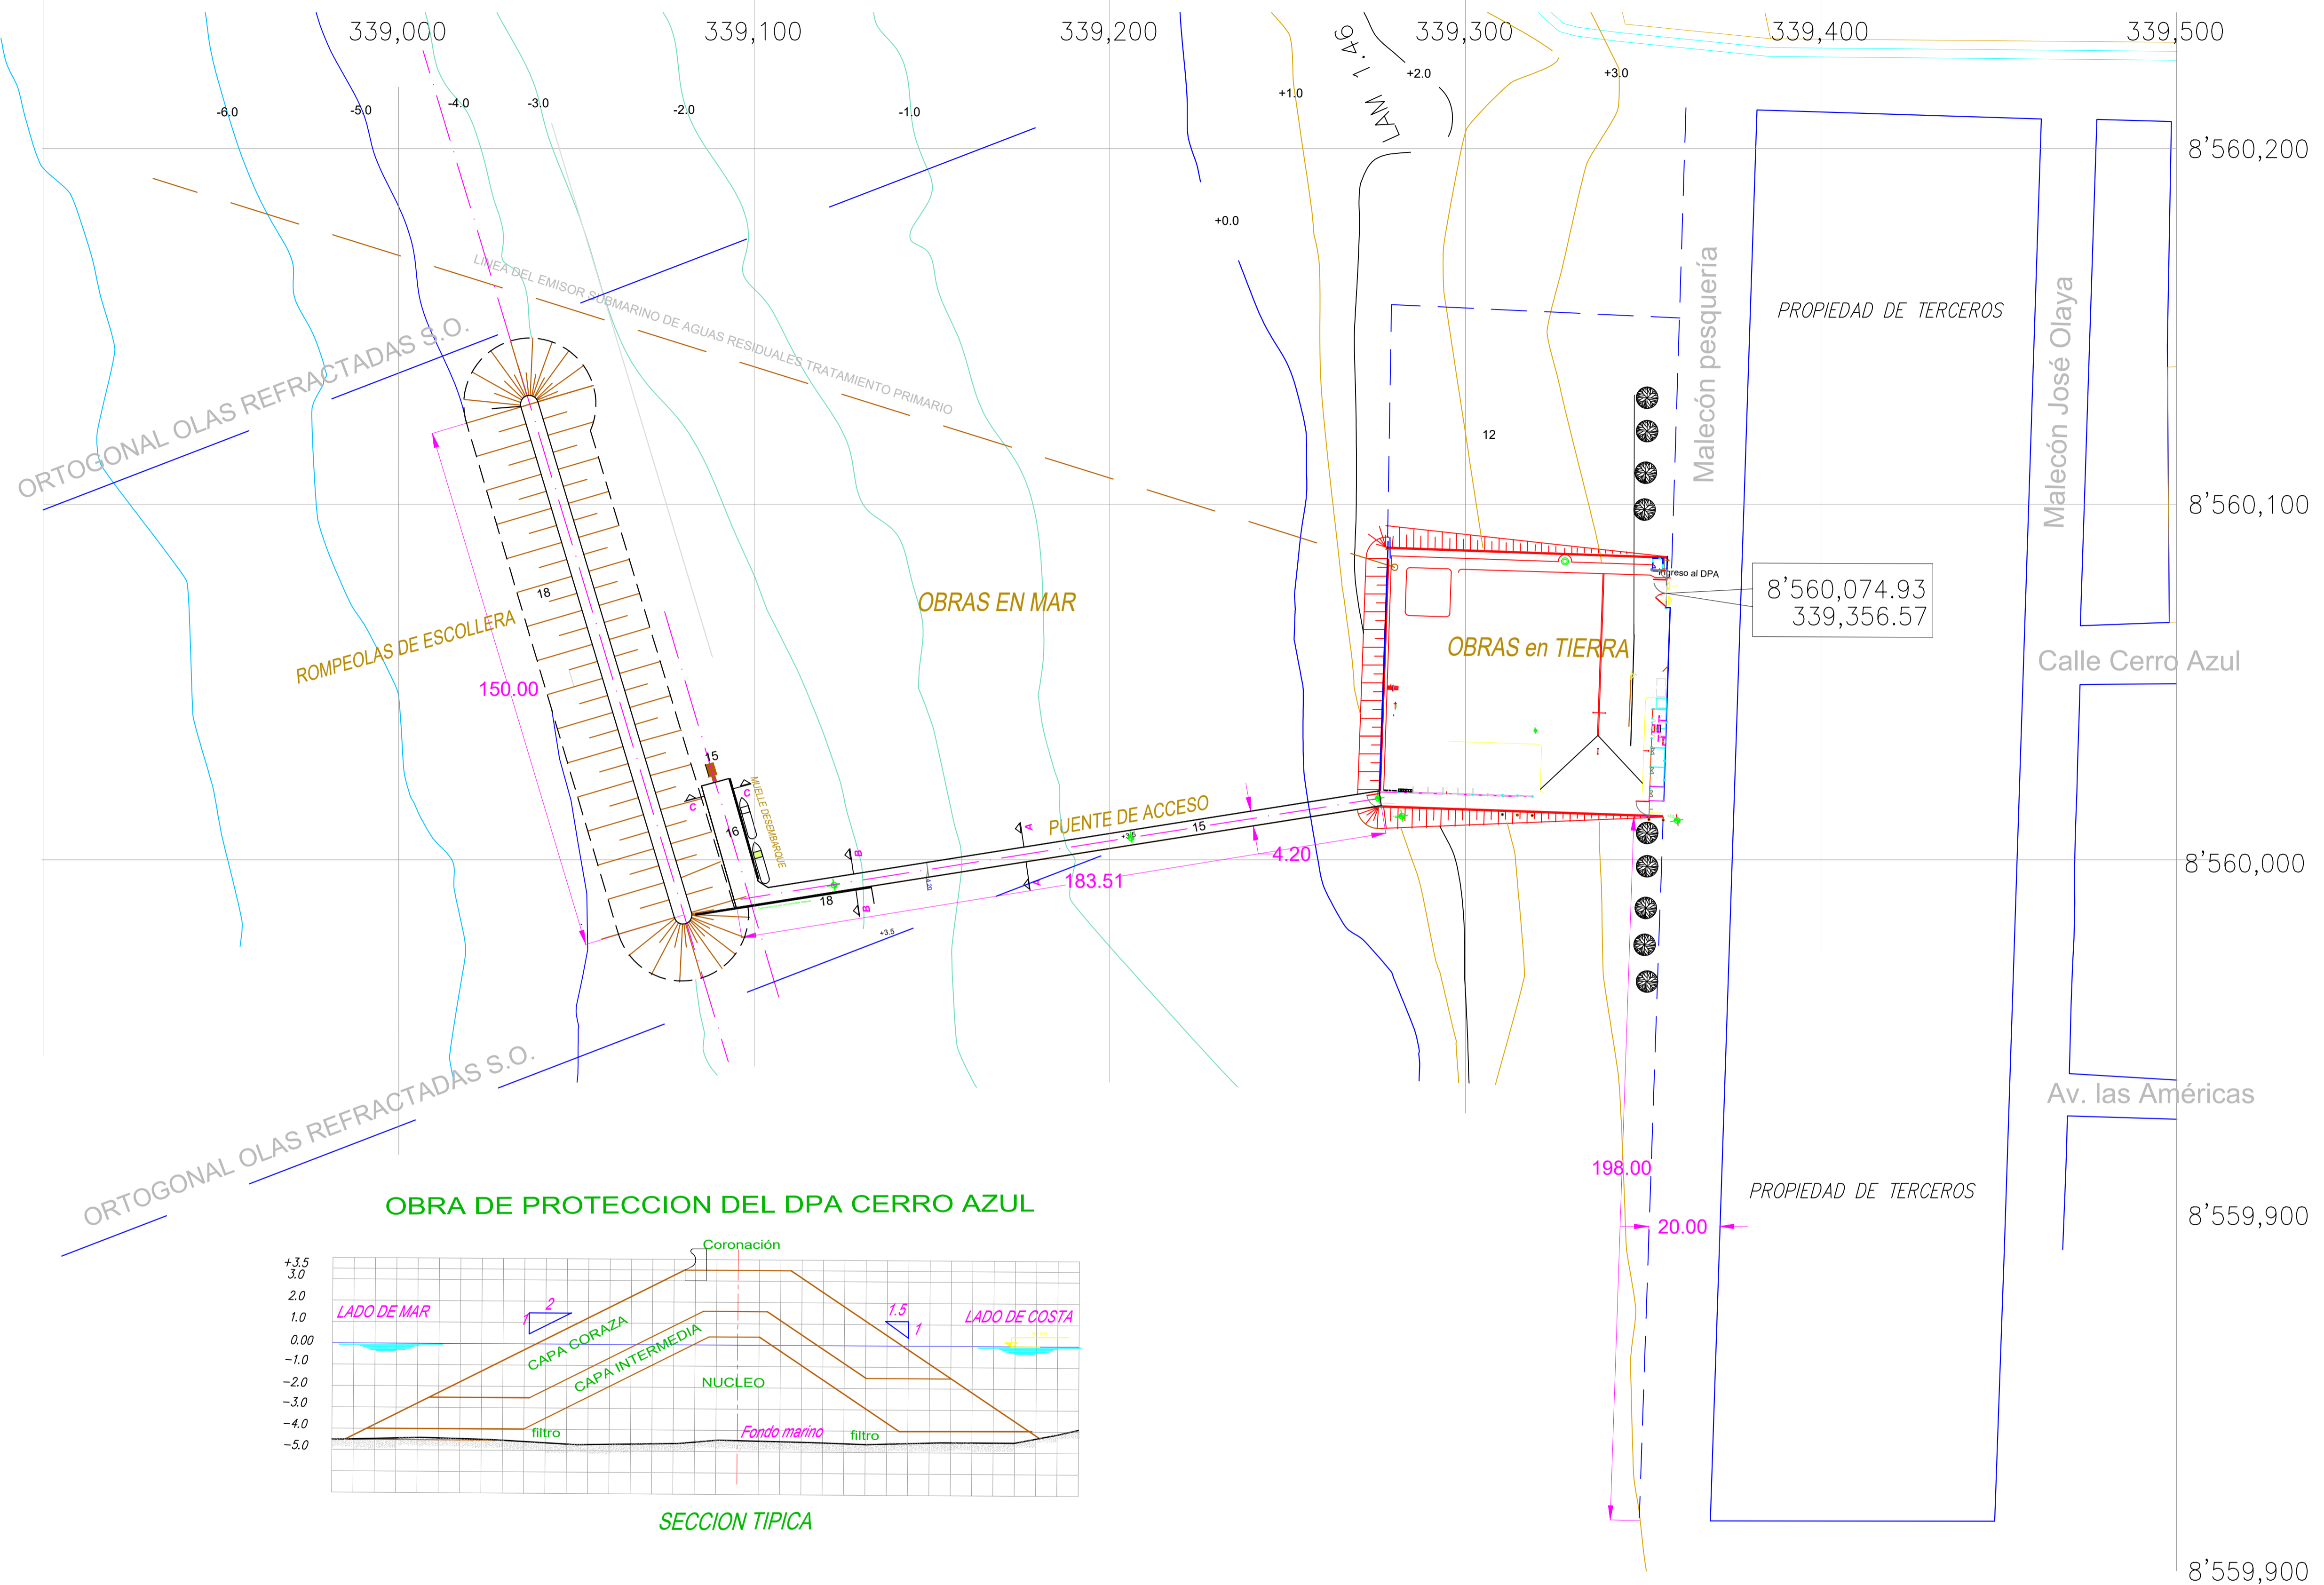 339,000
339,100
339,200
339,300
339,400
339,500
-6.0
-5.0
-4.0
-3.0
-2.0
-1.0
+0.0
+1.0
LAM 1.46
+2.0
+3.0
8'560,200
8'560,100
8'560,000
8'559,900
8'559,900
LINEA DEL EMISOR SUBMARINO DE AGUAS RESIDUALES TRATAMIENTO PRIMARIO
ORTOGONAL OLAS REFRACTADAS S.O.
ORTOGONAL OLAS REFRACTADAS S.O.
PROPIEDAD DE TERCEROS
PROPIEDAD DE TERCEROS
Malecón pesquería
Malecón José Olaya
Calle Cerro Azul
Av. las Américas
12
Ingreso al DPA
8'560,074.93
339,356.57
OBRAS EN MAR
OBRAS en TIERRA
ROMPEOLAS DE ESCOLLERA
18
150.00
15
C
C
16
MUELLE DESEMBARQUE
PUENTE DE ACCESO
15
A
A
B
B
18
4.20
183.51
+3.5
198.00
20.00
OBRA DE PROTECCION DEL DPA CERRO AZUL
Coronación
+3.5
3.0
2.0
1.0
0.00
-1.0
-2.0
-3.0
-4.0
-5.0
LADO DE MAR
2
1
1.5
1
LADO DE COSTA
CAPA CORAZA
CAPA INTERMEDIA
NUCLEO
filtro
Fondo marino
filtro
SECCION TIPICA